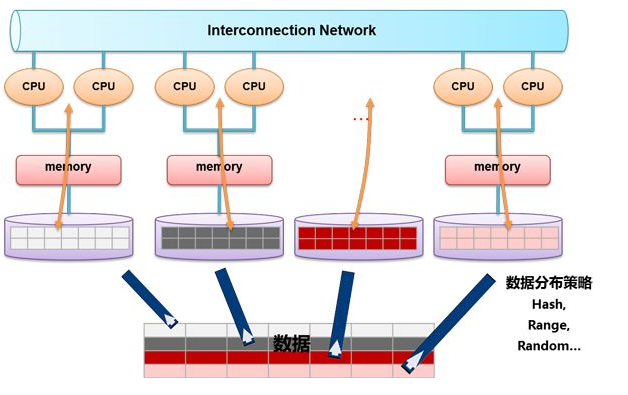 Interconnection Network
CPU CPU CPU CPU CPU CPU
...
memory memory memory
数据分布策略
Hash,
Range,
Random...
数据